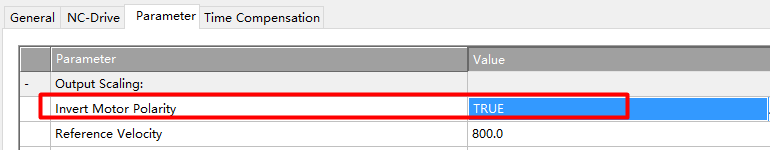 General NC-Drive Parameter Time Compensation
Parameter Value
- Output Scaling:
Invert Motor Polarity TRUE
Reference Velocity 800.0